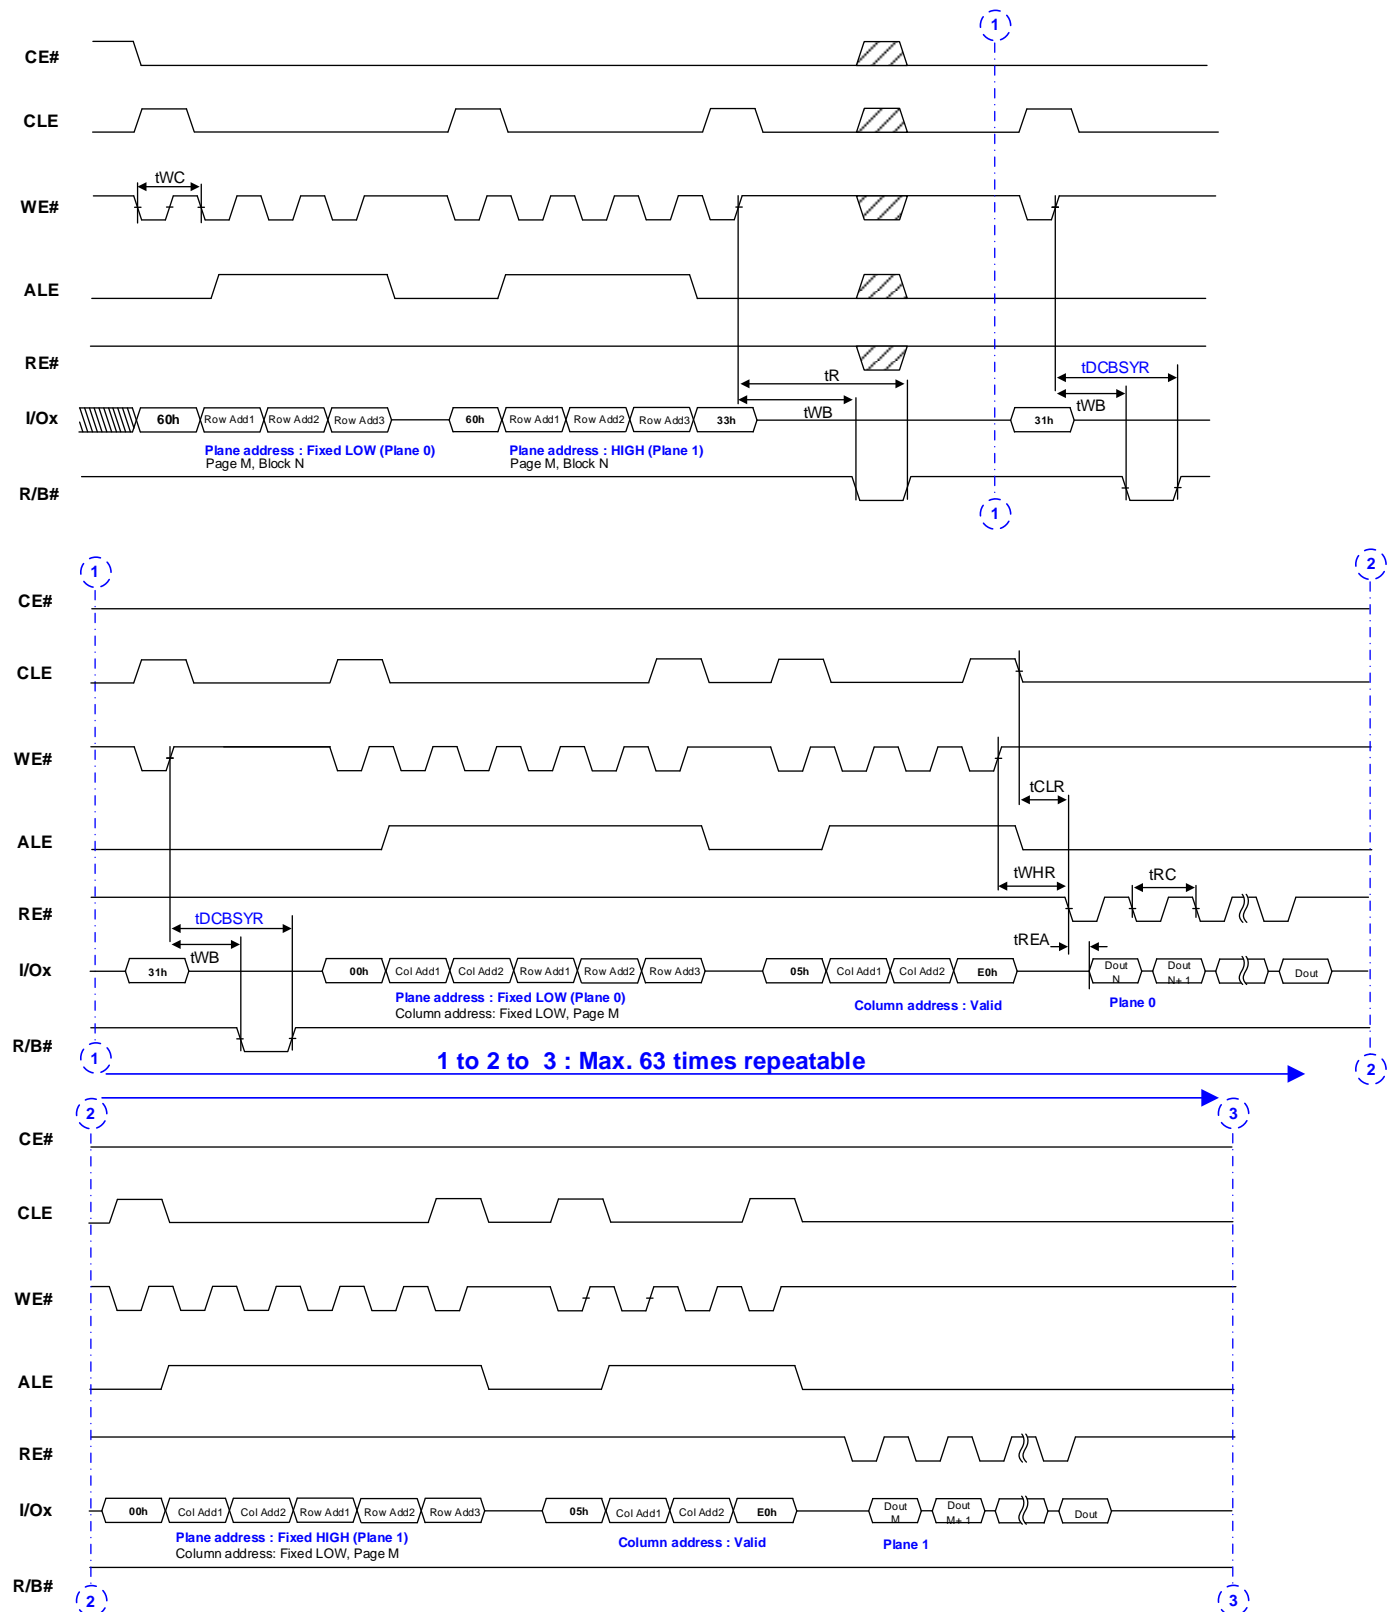 1
CE#
CLE
tWC
WE#
ALE
RE#
tR
tDCBSYR
tWB
tWB
I/Ox
60h Row Add1 Row Add2 Row Add3 60h Row Add1 Row Add2 Row Add3 33h 31h
Plane address : Fixed LOW (Plane 0) Plane address : HIGH (Plane 1)
Page M, Block N Page M, Block N
R/B#
1
1 2
CE#
CLE
WE#
tCLR
ALE
tWHR tRC
RE#
tDCBSYR
tREA
tWB
I/Ox
31h 00h Col Add1 Col Add2 Row Add1 Row Add2 Row Add3 05h Col Add1 Col Add2 E0h Dout N Dout N+ 1 Dout
Plane address : Fixed LOW (Plane 0) Column address : Valid Plane 0
Column address: Fixed LOW, Page M
R/B#
1 1 to 2 to 3 : Max. 63 times repeatable 2
2 3
CE#
CLE
WE#
ALE
RE#
I/Ox
00h Col Add1 Col Add2 Row Add1 Row Add2 Row Add3 05h Col Add1 Col Add2 E0h Dout M Dout M+ 1 Dout
Plane address : Fixed HIGH (Plane 1) Column address : Valid Plane 1
Column address: Fixed LOW, Page M
R/B#
2 3